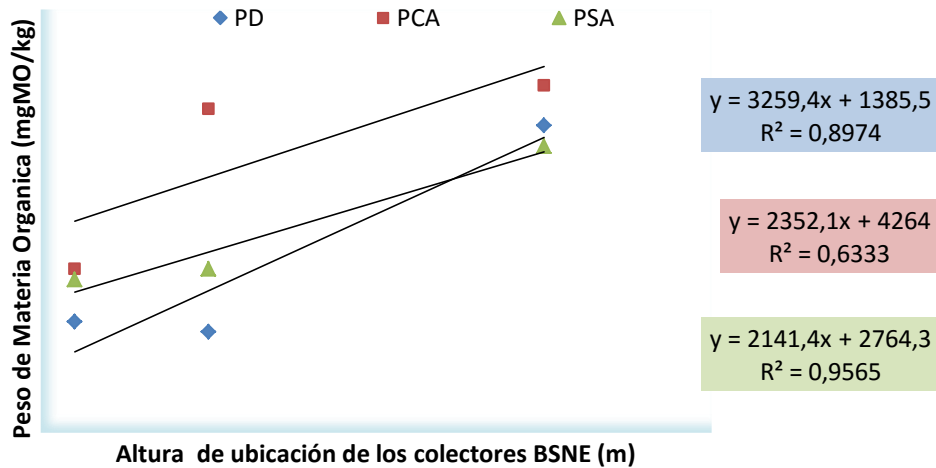 PD PCA PSA
Peso de Materia Organica (mgMO/kg)
y = 3259,4x + 1385,5
R² = 0,8974
y = 2352,1x + 4264
R² = 0,6333
y = 2141,4x + 2764,3
R² = 0,9565
Altura de ubicación de los colectores BSNE (m)